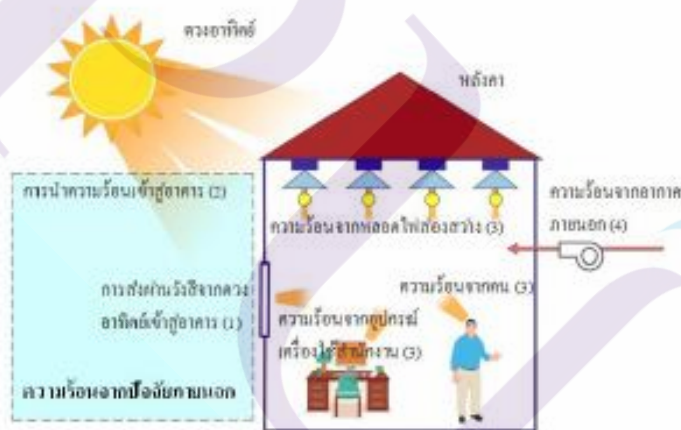 ดวงอาทิตย์
หลังคา
การนำความร้อนเข้าสู่อาคาร (2)
ความร้อนจากหลอดไฟส่องสว่าง (3)
ความร้อนจากอากาศ
ภายนอก (4)
การส่งผ่านรังสีจากดวง
อาทิตย์เข้าสู่อาคาร (1)
ความร้อนจากคน (3)
ความร้อนจากอุปกรณ์
เครื่องใช้สำนักงาน (3)
ความร้อนจากปัจจัยภายนอก